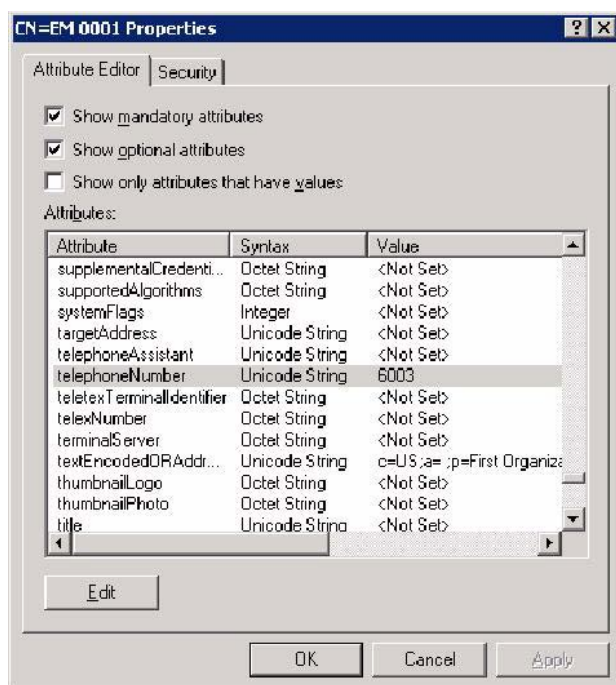 CN=EM 0001 Properties
Attribute Editor Security
Show mandatory attributes
Show optional attributes
Show only attributes that have values
Attributes:
Attribute Syntax Value
supplementalCredenti... Octet String <Not Set>
supportedAlgorithms Octet String <Not Set>
systemFlags Integer <Not Set>
targetAddress Unicode String <Not Set>
telephoneAssistant Unicode String <Not Set>
telephoneNumber Unicode String 6003
teletexTerminalIdentifier Octet String <Not Set>
telexNumber Octet String <Not Set>
terminalServer Octet String <Not Set>
textEncodedORAddr... Unicode String c=US;a= ;p=First Organiza
thumbnailLogo Octet String <Not Set>
thumbnailPhoto Octet String <Not Set>
title Unicode String <Not Set>
Edit
OK Cancel Apply